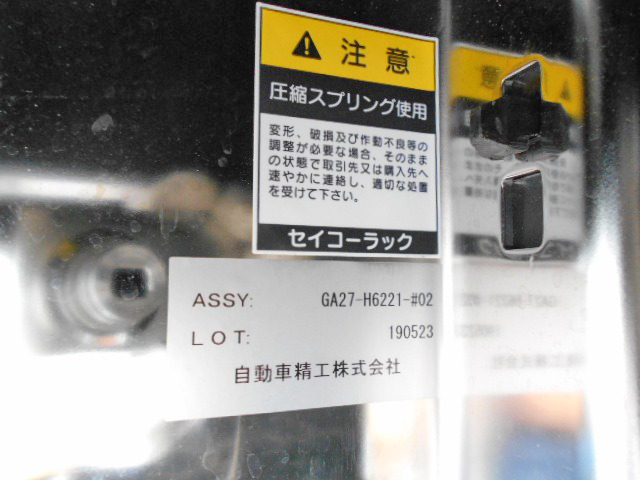 注意
圧縮スプリング使用
変形、破損及び作動不良等の
調整が必要な場合、そのまま
の状態で取引先又は購入先へ
速やかに連絡し、適切な処置
を受けて下さい。
セイコーラック
ASSY: GA27-H6221-#02
LOT: 190523
自動車精工株式会社